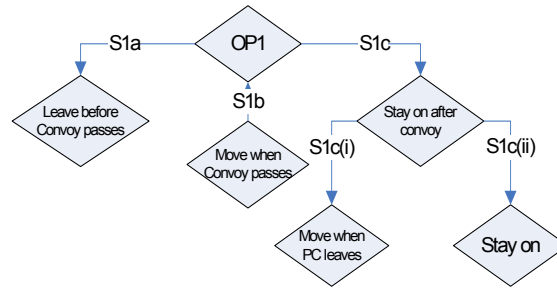 S1a
OP1
S1c
Leave before
Convoy passes
S1b
Stay on after
convoy
Move when
Convoy passes
S1c(i)
S1c(ii)
Move when
PC leaves
Stay on